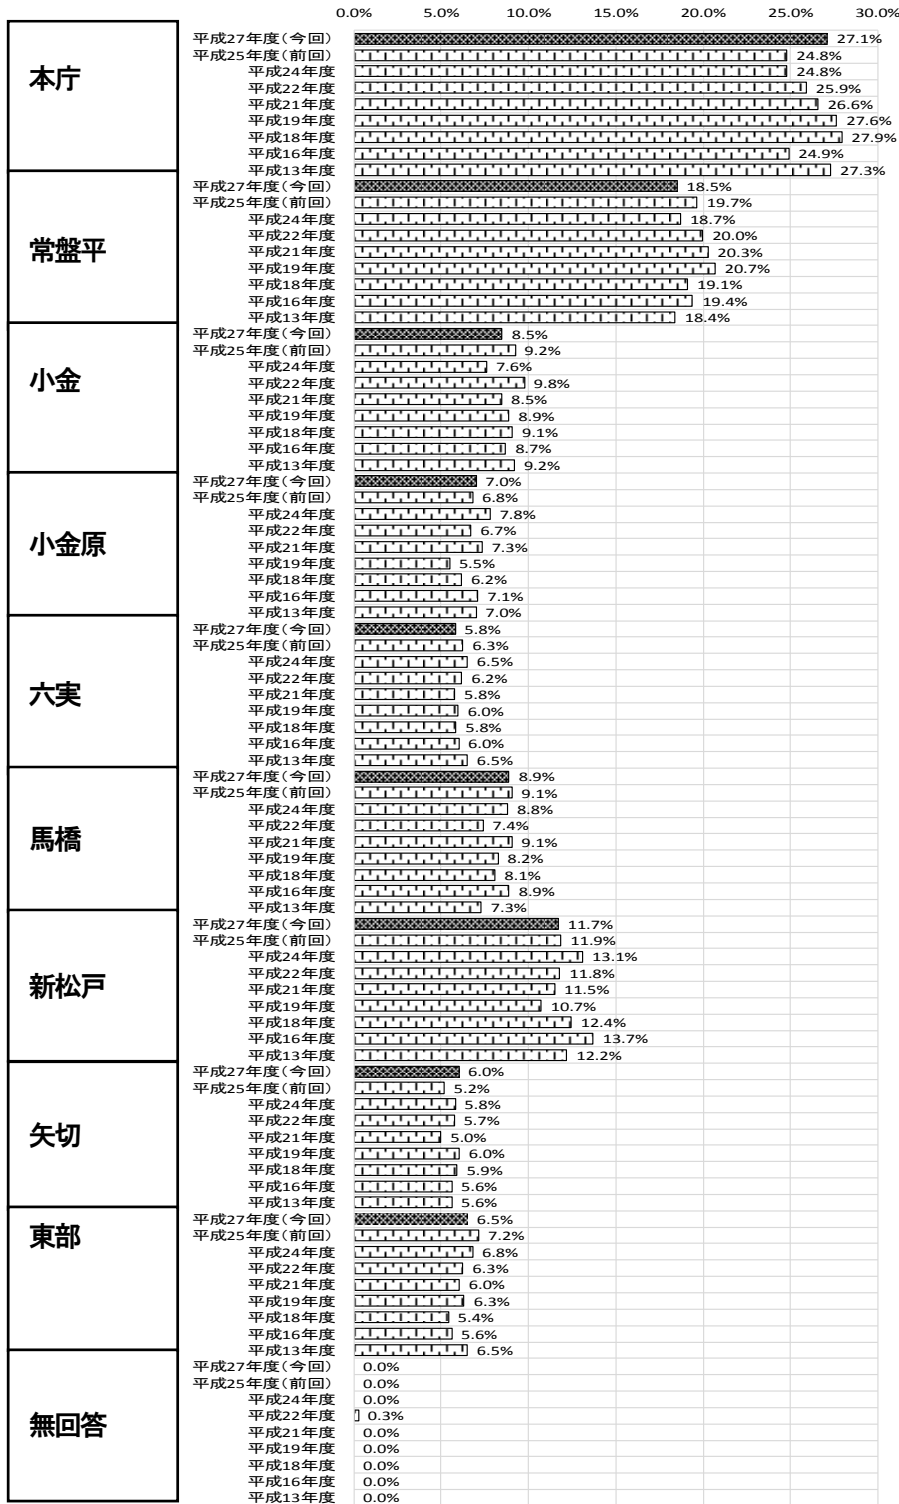 0.0% 5.0% 10.0% 15.0% 20.0% 25.0% 30.0%
本庁
平成27年度（今回） 27.1%
平成25年度（前回） 24.8%
平成24年度 24.8%
平成22年度 25.9%
平成21年度 26.6%
平成19年度 27.6%
平成18年度 27.9%
平成16年度 24.9%
平成13年度 27.3%
常盤平
平成27年度（今回） 18.5%
平成25年度（前回） 19.7%
平成24年度 18.7%
平成22年度 20.0%
平成21年度 20.3%
平成19年度 20.7%
平成18年度 19.1%
平成16年度 19.4%
平成13年度 18.4%
小金
平成27年度（今回） 8.5%
平成25年度（前回） 9.2%
平成24年度 7.6%
平成22年度 9.8%
平成21年度 8.5%
平成19年度 8.9%
平成18年度 9.1%
平成16年度 8.7%
平成13年度 9.2%
小金原
平成27年度（今回） 7.0%
平成25年度（前回） 6.8%
平成24年度 7.8%
平成22年度 6.7%
平成21年度 7.3%
平成19年度 5.5%
平成18年度 6.2%
平成16年度 7.1%
平成13年度 7.0%
六実
平成27年度（今回） 5.8%
平成25年度（前回） 6.3%
平成24年度 6.5%
平成22年度 6.2%
平成21年度 5.8%
平成19年度 6.0%
平成18年度 5.8%
平成16年度 6.0%
平成13年度 6.5%
馬橋
平成27年度（今回） 8.9%
平成25年度（前回） 9.1%
平成24年度 8.8%
平成22年度 7.4%
平成21年度 9.1%
平成19年度 8.2%
平成18年度 8.1%
平成16年度 8.9%
平成13年度 7.3%
新松戸
平成27年度（今回） 11.7%
平成25年度（前回） 11.9%
平成24年度 13.1%
平成22年度 11.8%
平成21年度 11.5%
平成19年度 10.7%
平成18年度 12.4%
平成16年度 13.7%
平成13年度 12.2%
矢切
平成27年度（今回） 6.0%
平成25年度（前回） 5.2%
平成24年度 5.8%
平成22年度 5.7%
平成21年度 5.0%
平成19年度 6.0%
平成18年度 5.9%
平成16年度 5.6%
平成13年度 5.6%
東部
平成27年度（今回） 6.5%
平成25年度（前回） 7.2%
平成24年度 6.8%
平成22年度 6.3%
平成21年度 6.0%
平成19年度 6.3%
平成18年度 5.4%
平成16年度 5.6%
平成13年度 6.5%
無回答
平成27年度（今回） 0.0%
平成25年度（前回） 0.0%
平成24年度 0.0%
平成22年度 0.3%
平成21年度 0.0%
平成19年度 0.0%
平成18年度 0.0%
平成16年度 0.0%
平成13年度 0.0%